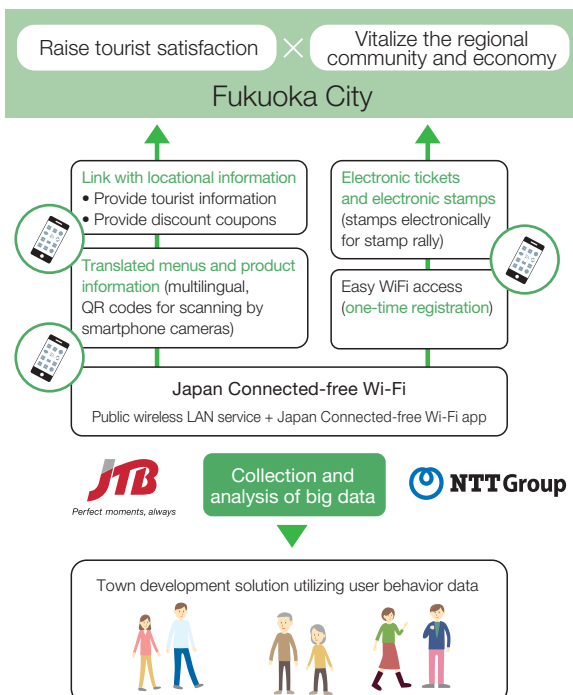 Raise tourist satisfaction
×
Vitalize the regional
community and economy
Fukuoka City
Link with locational information
• Provide tourist information
• Provide discount coupons
Translated menus and product
information (multilingual,
QR codes for scanning by
smartphone cameras)
Electronic tickets
and electronic stamps
(stamps electronically
for stamp rally)
Easy WiFi access
(one-time registration)
Japan Connected-free Wi-Fi
Public wireless LAN service + Japan Connected-free Wi-Fi app
JTB
Perfect moments, always
Collection and
analysis of big data
NTT Group
Town development solution utilizing user behavior data